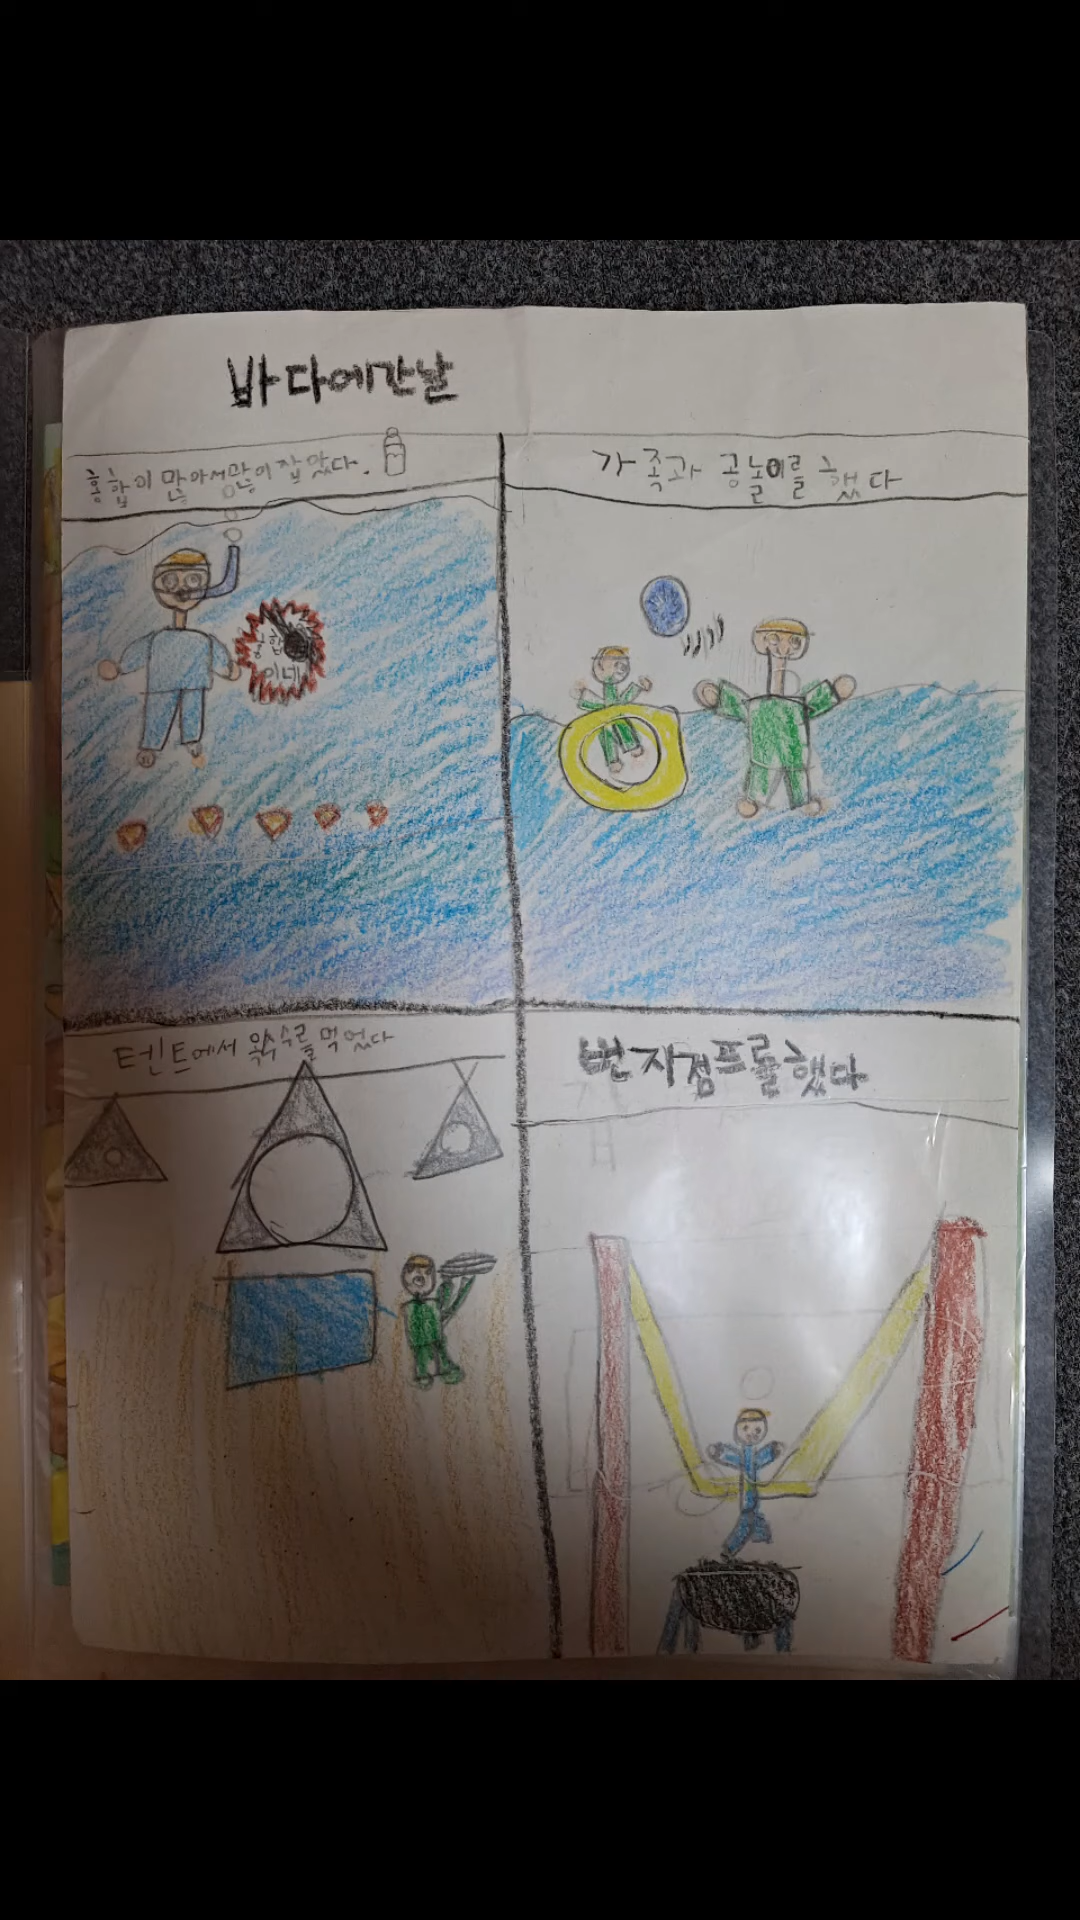 바다에간날
홍합이 많아서많이 잡았다.
가족과 공놀이를 했다
이네
텐트에서 옥수수를 먹었다
번지점프를했다